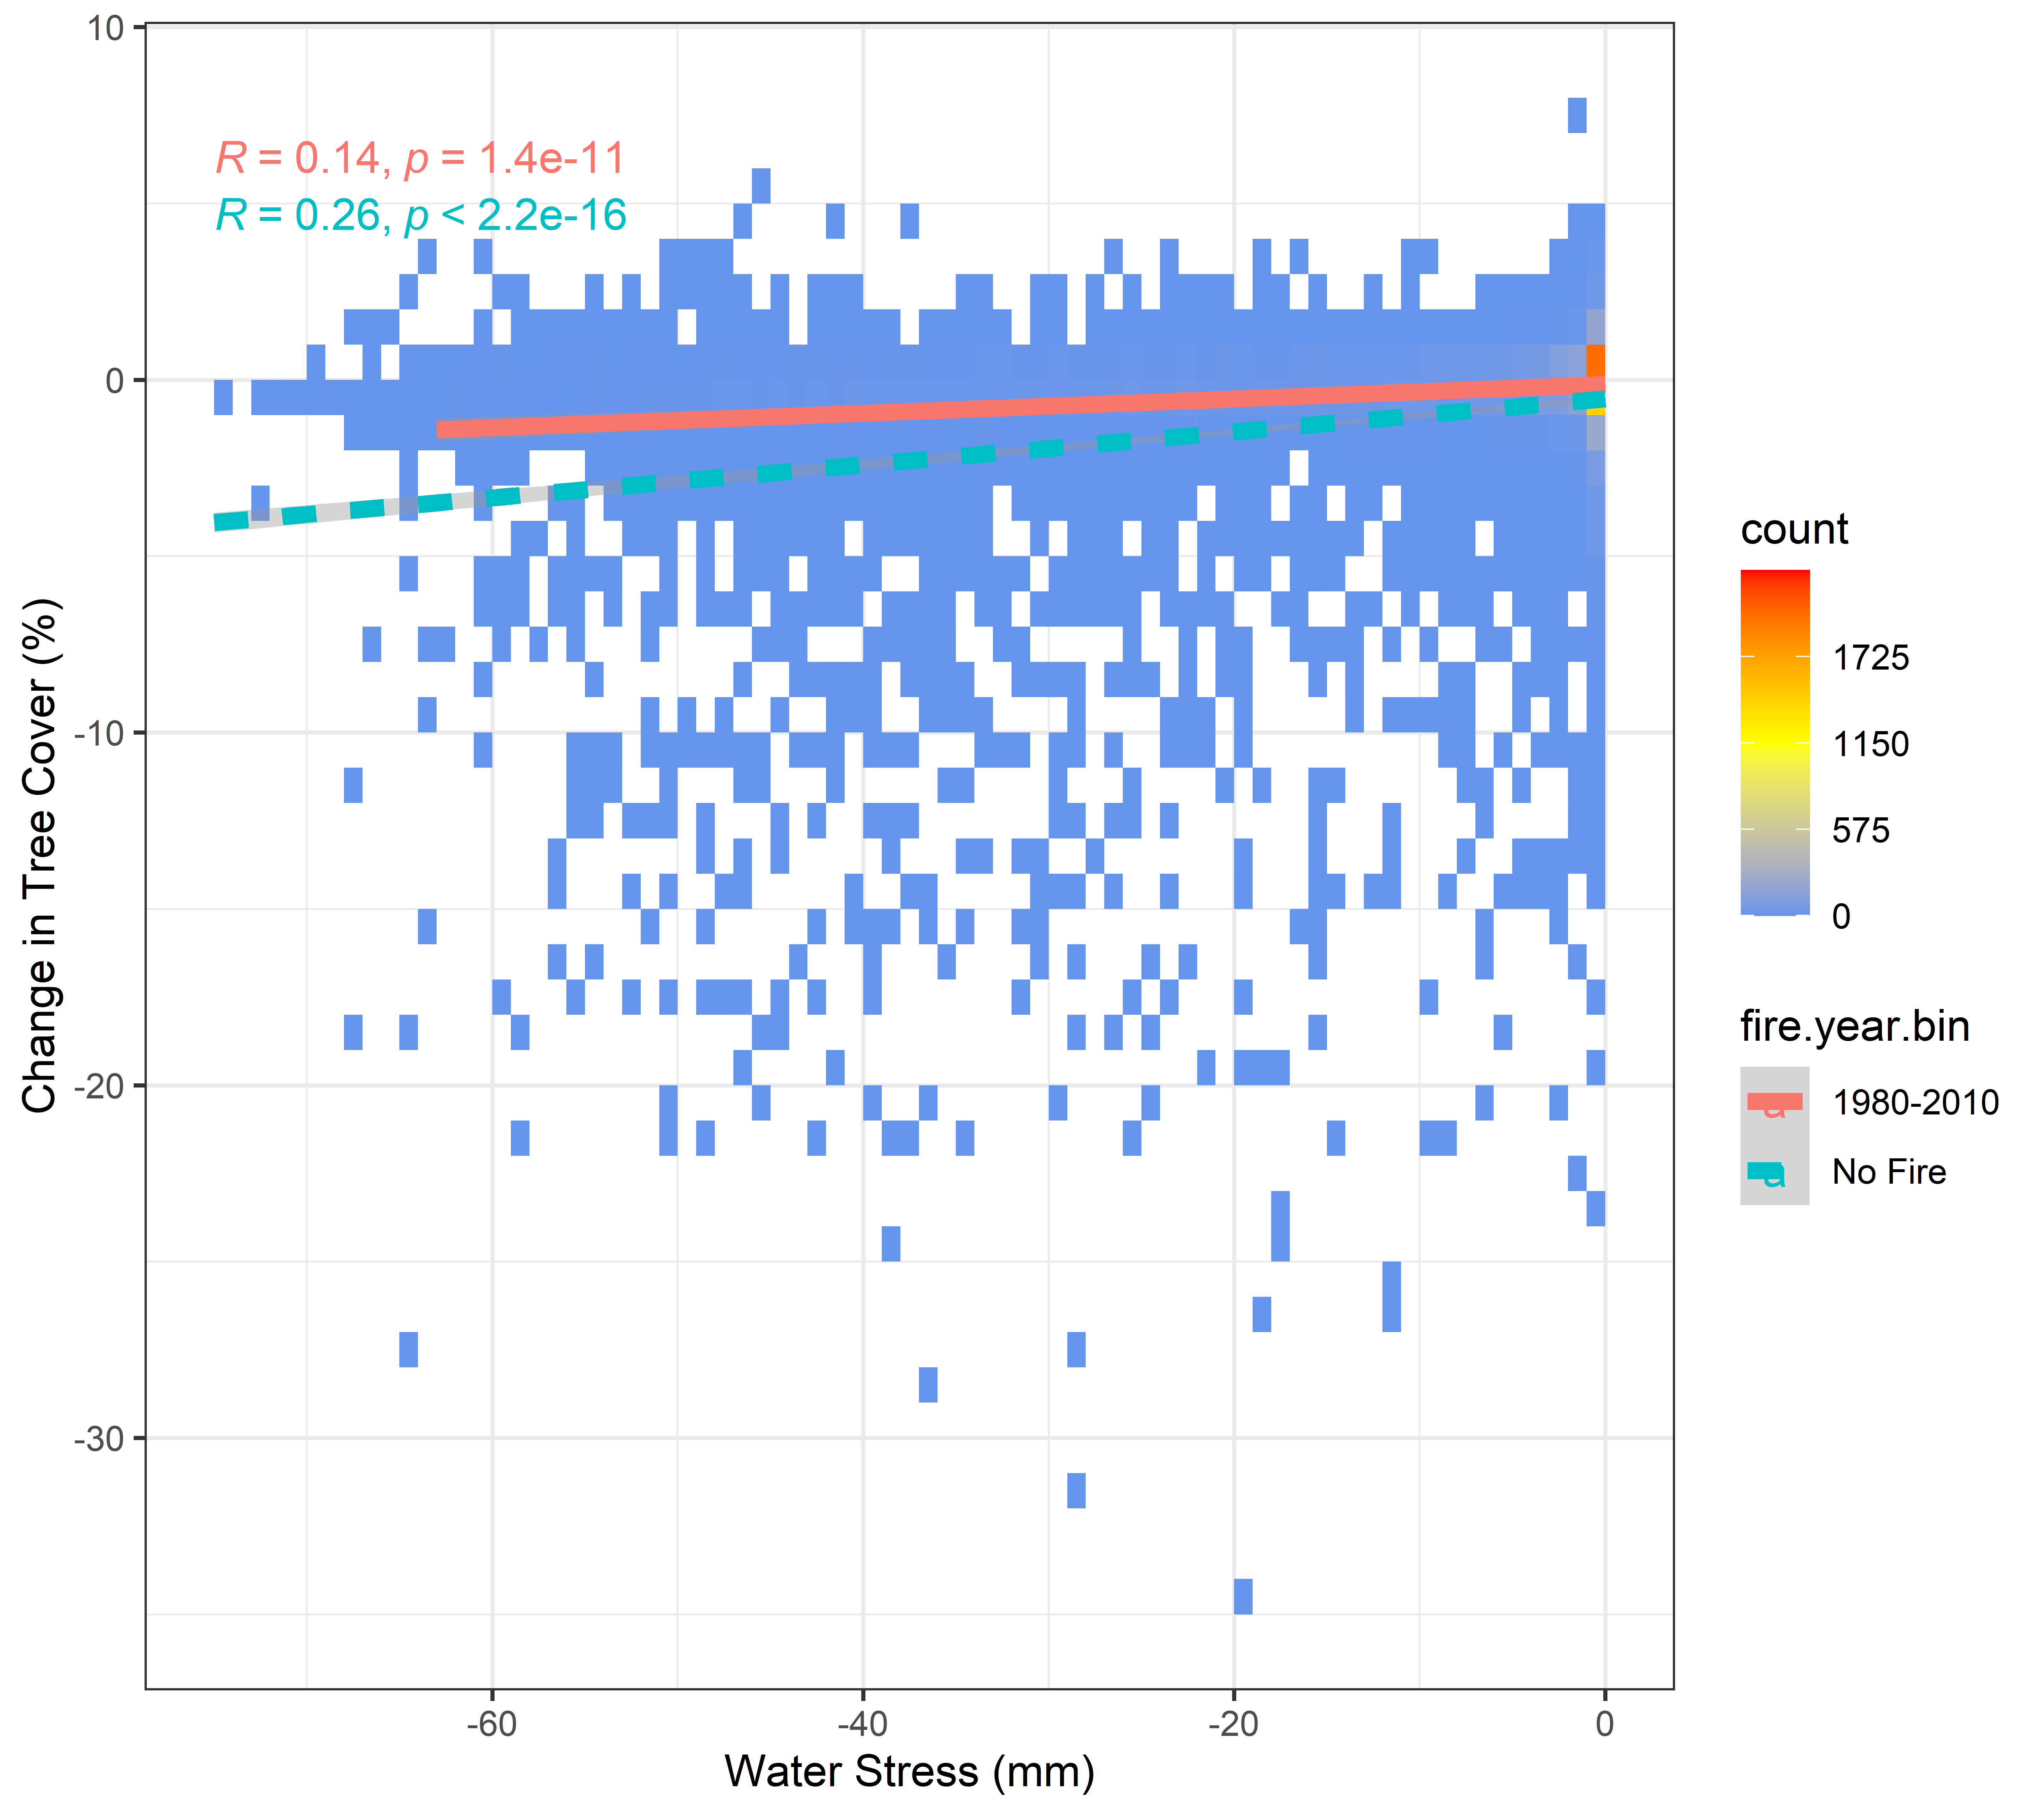 10
0
-10
-20
-30
Change in Tree Cover (%)
R = 0.14, p = 1.4e-11
R = 0.26, p < 2.2e-16
-60
-40
-20
0
Water Stress (mm)
count
1725
1150
575
0
fire.year.bin
a 1980-2010
a No Fire